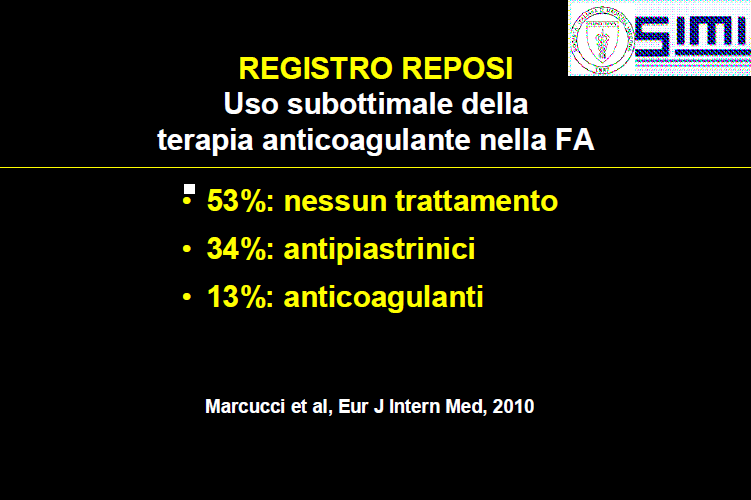 SIMI
REGISTRO REPOSI
Uso subottimale della
terapia anticoagulante nella FA
• 53%: nessun trattamento
• 34%: antipiastrinici
• 13%: anticoagulanti
Marcucci et al, Eur J Intern Med, 2010